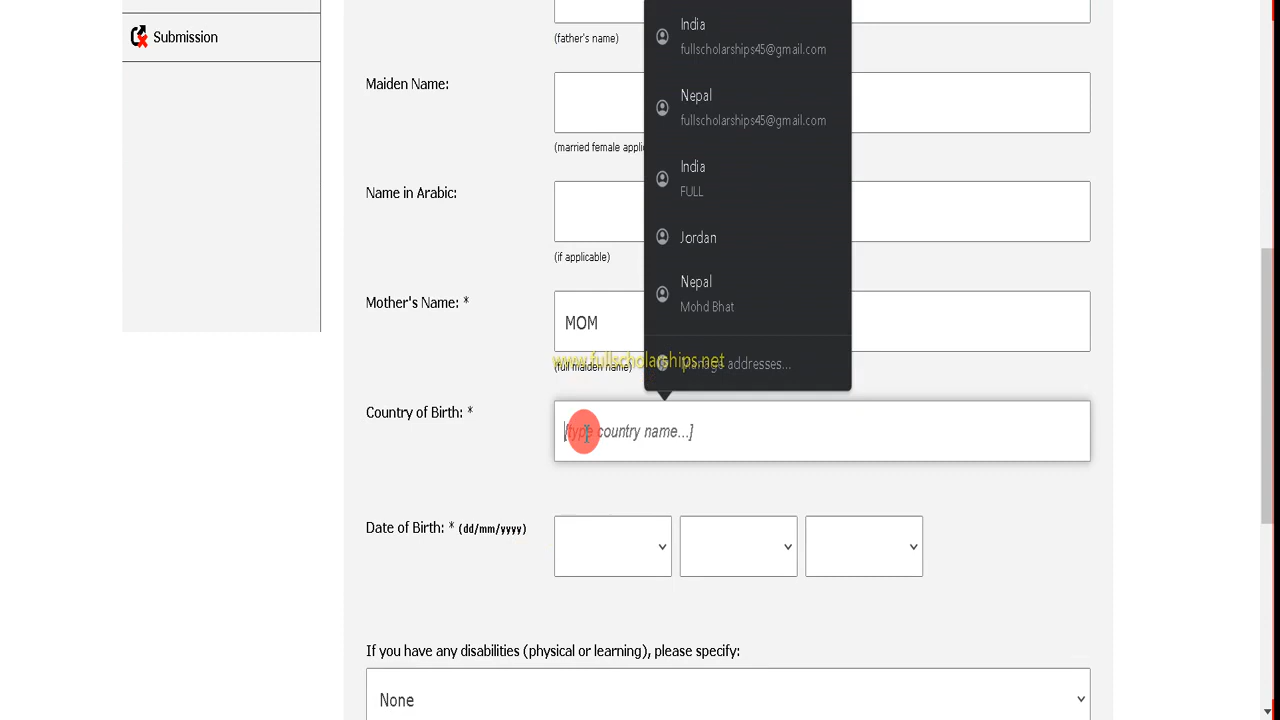 Submission
(father's name)
India
fullscholarships45@gmail.com
Maiden Name:
Nepal
fullscholarships45@gmail.com
(married female appli
India
FULL
Name in Arabic:
Jordan
(if applicable)
Nepal
Mohd Bhat
Mother's Name: *
MOM
www.fullscholarships.net
Manage addresses...
(full maiden name)
Country of Birth: *
[type country name...]
Date of Birth: * (dd/mm/yyyy)
If you have any disabilities (physical or learning), please specify:
None